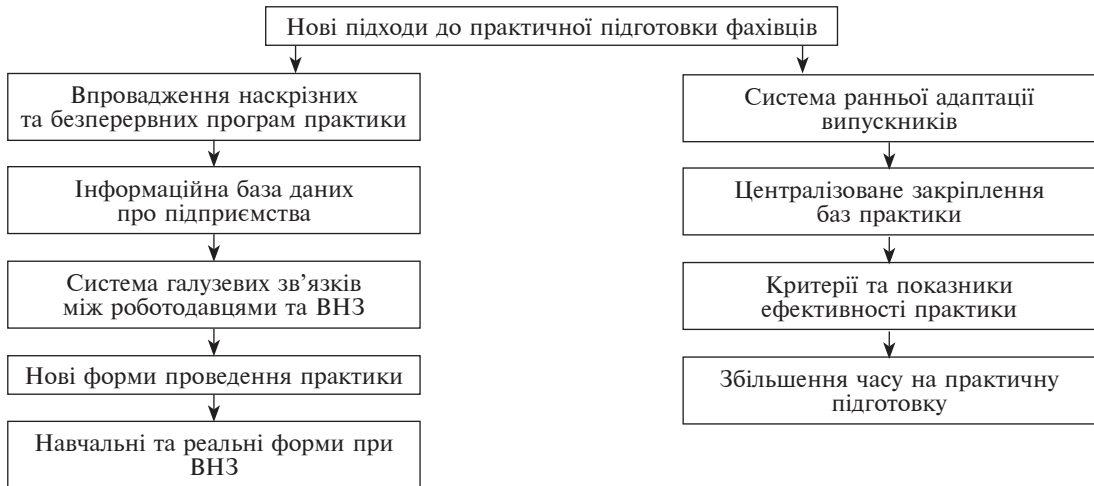 Нові підходи до практичної підготовки фахівців
Впровадження наскрізних
та безперервних програм практики
Інформаційна база даних
про підприємства
Система галузевих зв’язків
між роботодавцями та ВНЗ
Нові форми проведення практики
Навчальні та реальні форми при
ВНЗ
Система ранньої адаптації
випускників
Централізоване закріплення
баз практики
Критерії та показники
ефективності практики
Збільшення часу на практичну
підготовку